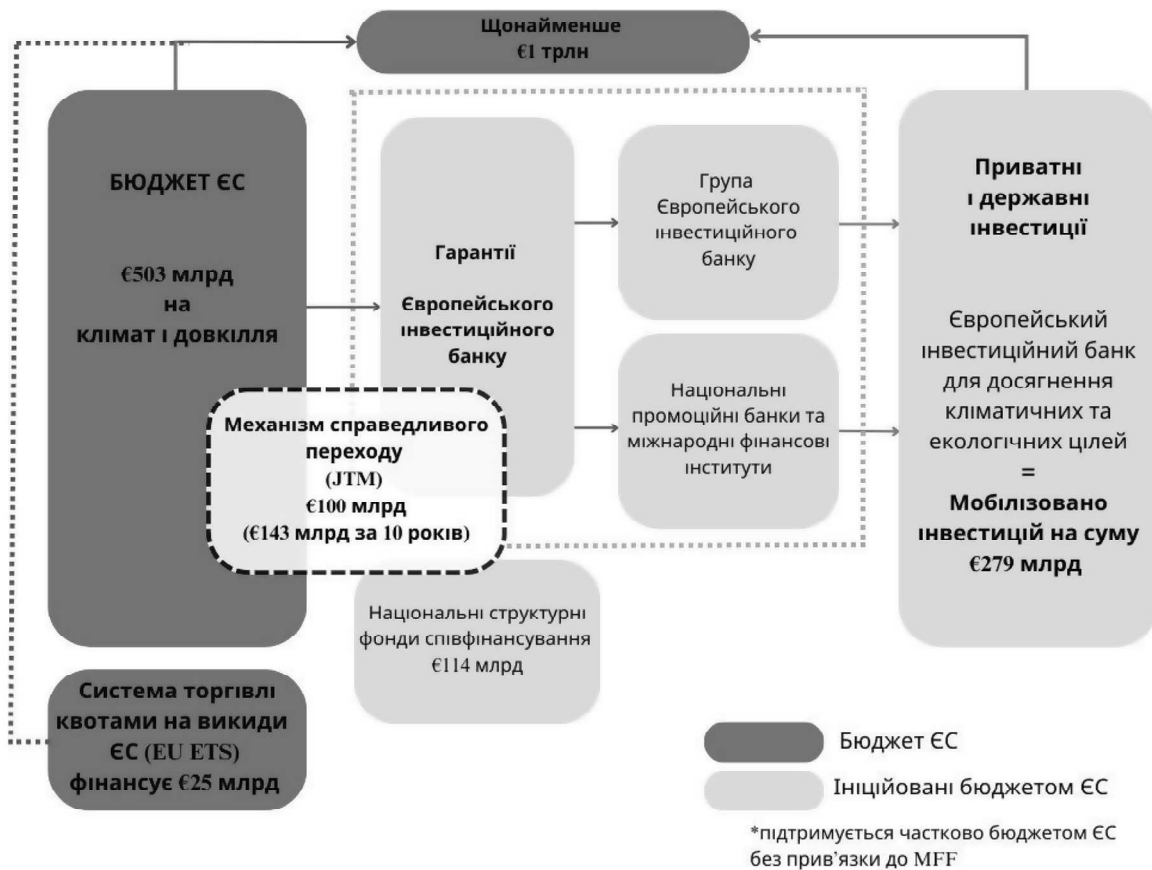 Щонайменше
€1 трлн
БЮДЖЕТ ЄС
€503 млрд
на
клімат і довкілля
Гарантії
Європейського
інвестиційного
банку
Група
Європейського
інвестиційного
банку
Національні
промоційні банки та
міжнародні фінансові
інститути
Приватні
і державні
інвестиції
Європейський
інвестиційний банк
для досягнення
кліматичних та
екологічних цілей
=
Мобілізовано
інвестицій на суму
€279 млрд
Механізм справедливого
переходу
(JTM)
€100 млрд
(€143 млрд за 10 років)
Національні структурні
фонди співфінансування
€114 млрд
Система торгівлі
квотами на викиди
ЄС (EU ETS)
фінансує €25 млрд
Бюджет ЄС
Ініційовані бюджетом ЄС
*підтримується частково бюджетом ЄС
без прив’язки до MFF